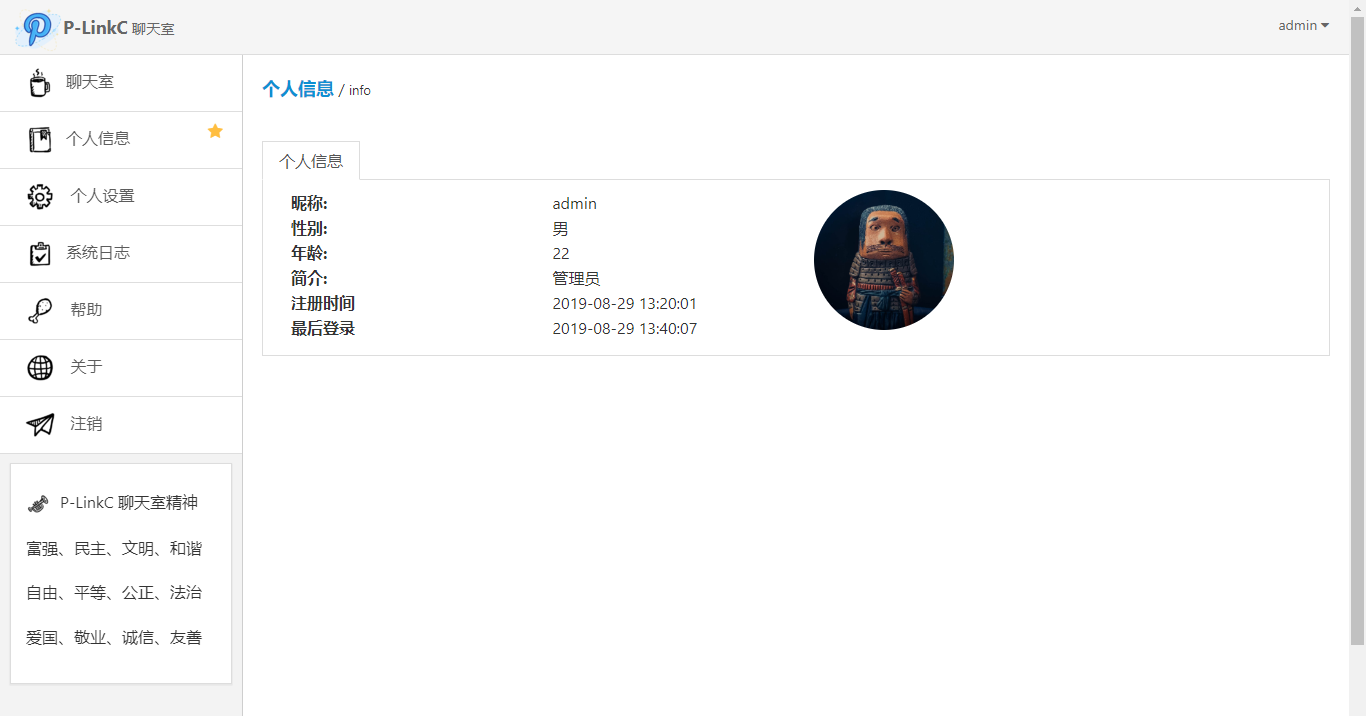 P-LinkC 聊天室
admin
聊天室
个人信息
个人设置
系统日志
帮助
关于
注销
P-LinkC 聊天室精神
富强、民主、文明、和谐
自由、平等、公正、法治
爱国、敬业、诚信、友善
个人信息 / info
个人信息
昵称: admin
性别: 男
年龄: 22
简介: 管理员
注册时间 2019-08-29 13:20:01
最后登录 2019-08-29 13:40:07